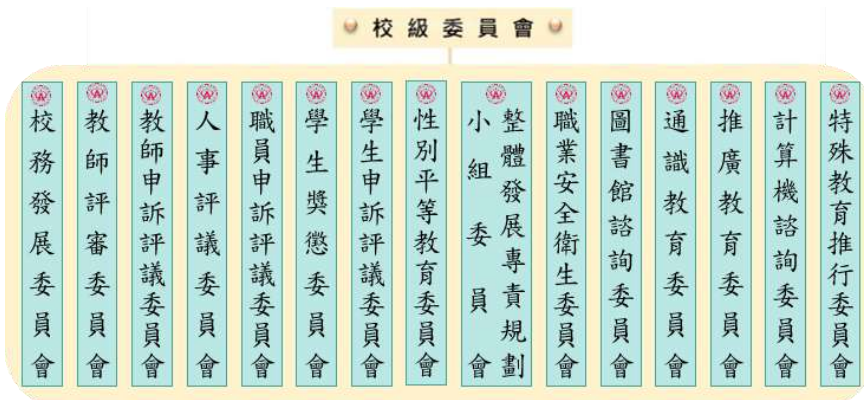 校級委員會
校務發展委員會
教師評審委員會
教師申訴評議委員會
人事評議委員會
職員申訴評議委員會
學生獎懲委員會
學生申訴評議委員會
性別平等教育委員會
整體發展專責規劃
小組委員會
職業安全衛生委員會
圖書館諮詢委員會
通識教育委員會
推廣教育委員會
計算機諮詢委員會
特殊教育推行委員會